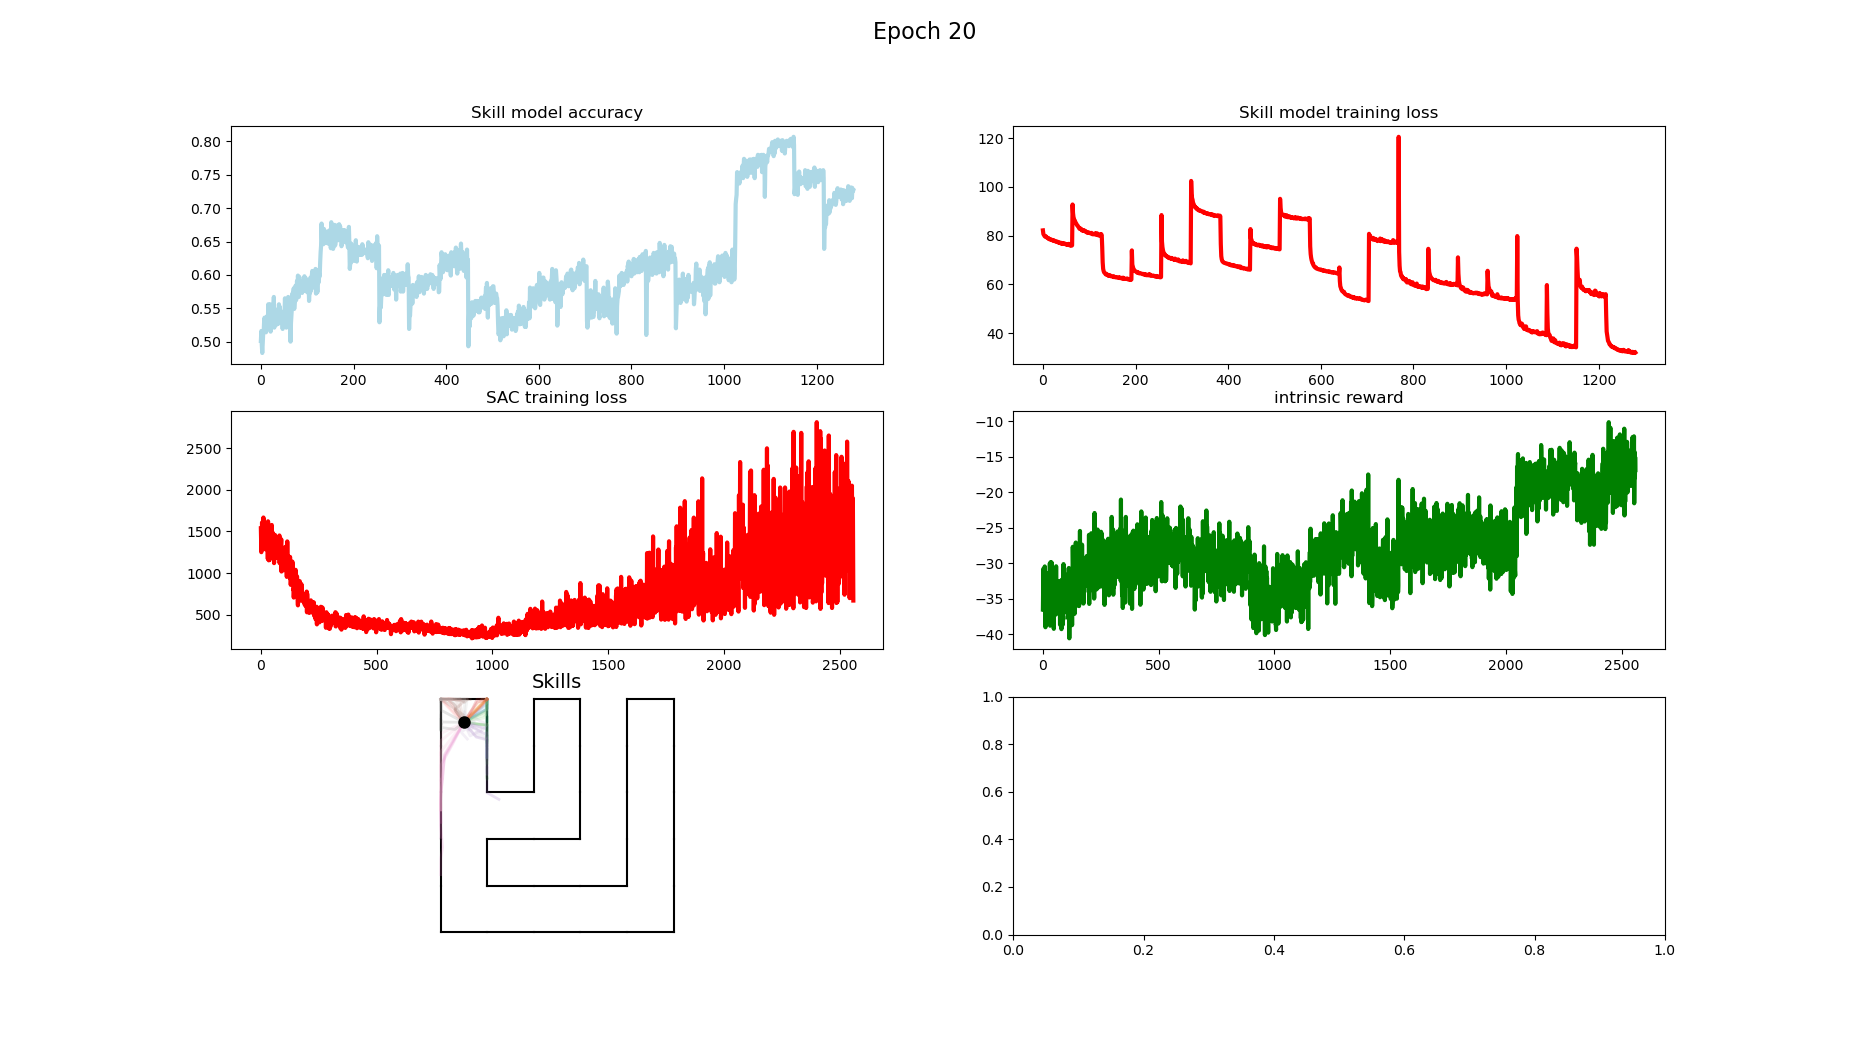 Epoch 20
Skill model accuracy
0.80
0.75
0.70
0.65
0.60
0.55
0.50
0 200 400 600 800 1000 1200
Skill model training loss
120
100
80
60
40
0 200 400 600 800 1000 1200
SAC training loss
2500
2000
1500
1000
500
0 500 1000 1500 2000 2500
intrinsic reward
−10
−15
−20
−25
−30
−35
−40
0 500 1000 1500 2000 2500
Skills
1.0
0.8
0.6
0.4
0.2
0.0
0.0 0.2 0.4 0.6 0.8 1.0